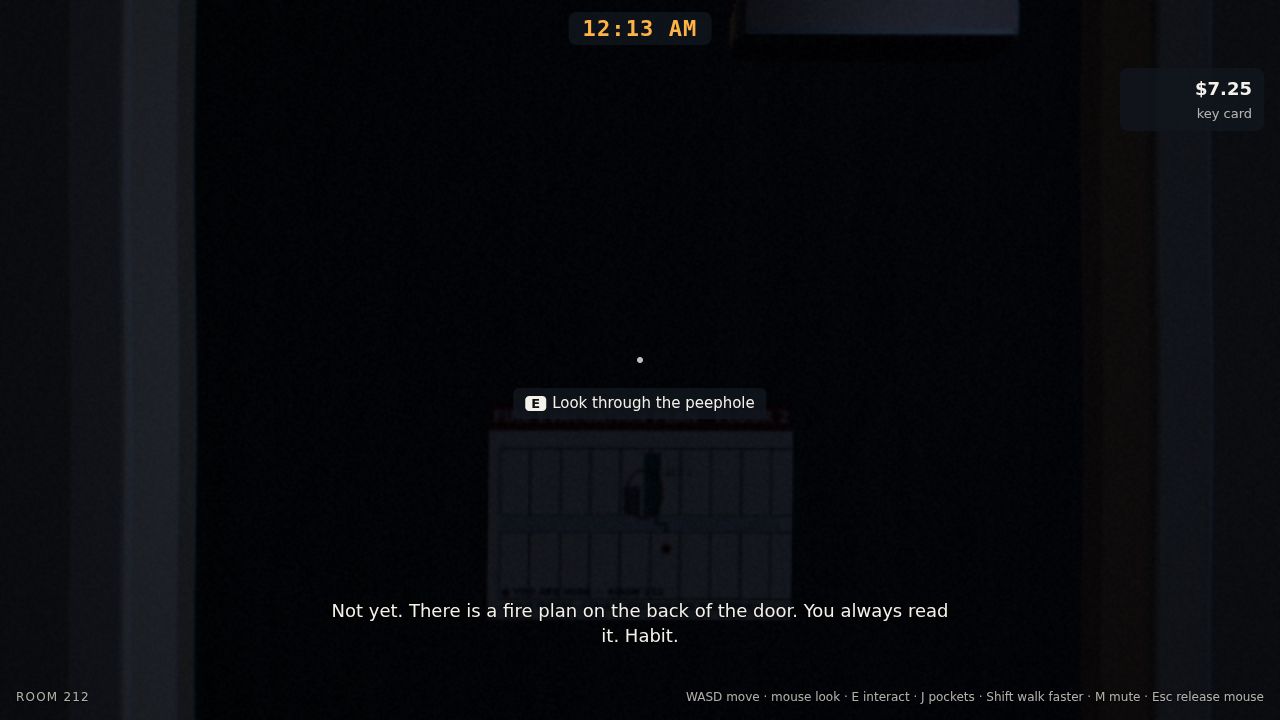 12:13 AM
$7.25
key card
E Look through the peephole
Not yet. There is a fire plan on the back of the door. You always read
it. Habit.
ROOM 212
WASD move · mouse look · E interact · J pockets · Shift walk faster · M mute · Esc release mouse